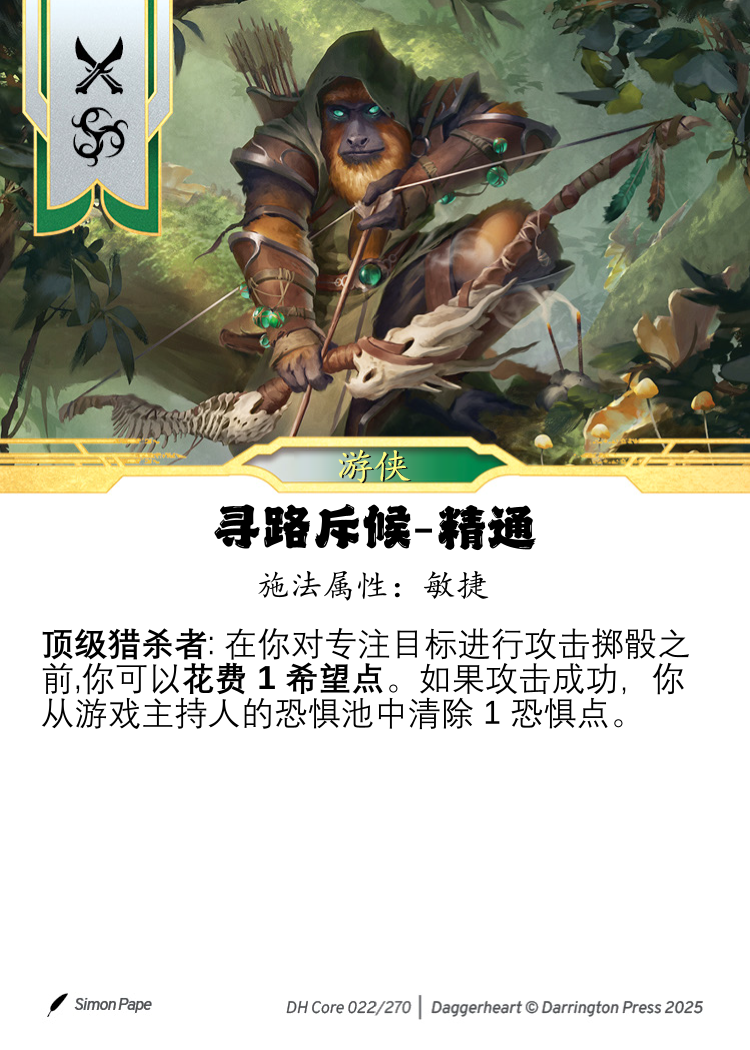 游侠
寻路斥候-精通
施法属性：敏捷
顶级猎杀者: 在你对专注目标进行攻击掷骰之
前,你可以花费 1 希望点。如果攻击成功，你
从游戏主持人的恐惧池中清除 1 恐惧点。
Simon Pape
DH Core 022/270 | Daggerheart © Darrington Press 2025